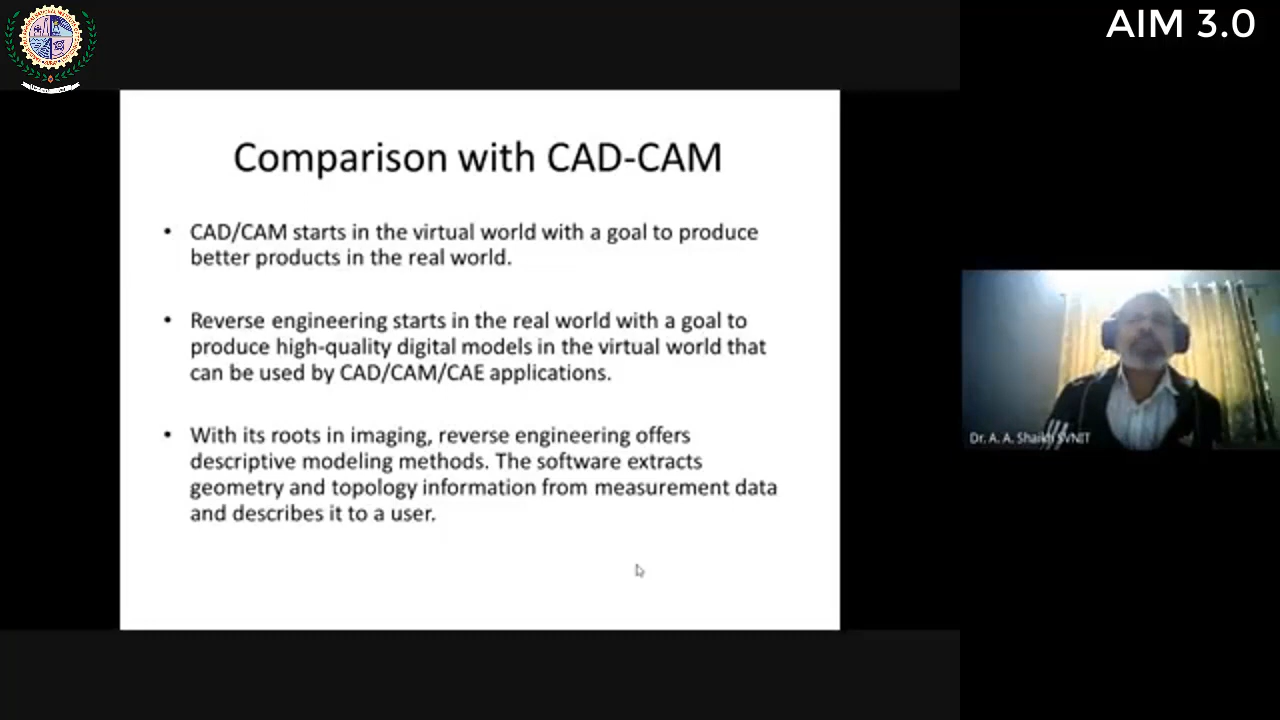 AIM 3.0
Comparison with CAD-CAM
• CAD/CAM starts in the virtual world with a goal to produce
better products in the real world.
• Reverse engineering starts in the real world with a goal to
produce high-quality digital models in the virtual world that
can be used by CAD/CAM/CAE applications.
• With its roots in imaging, reverse engineering offers
descriptive modeling methods. The software extracts
geometry and topology information from measurement data
and describes it to a user.
Dr. A. A. Shaikh SVNIT